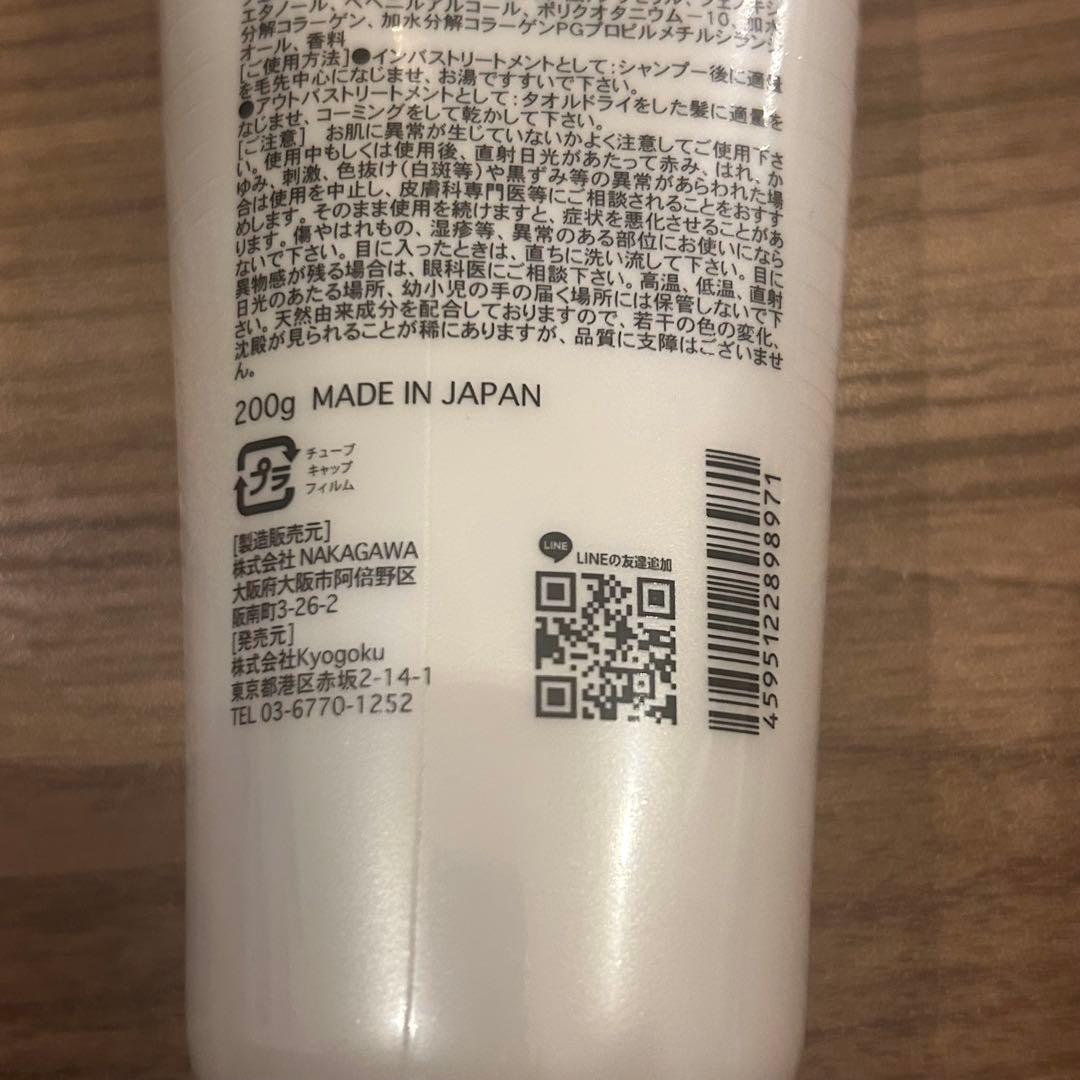 エタノール、ベヘニルアルコール、ポリクオタニウムー10、加水
分解コラーゲン、加水分解コラーゲンPGプロピルメチルシランジ
オール、香料
[ご使用方法]●インバストリートメントとして:シャンプー後に適量
を毛先中心になじませ、お湯ですすいで下さい。
●アウトバストリートメントとして:タオルドライをした髪に適量を
なじませ、コーミングをして乾かして下さい。
[ご注意] お肌に異常が生じていないかよく注意してご使用下さ
い。使用中もしくは使用後、直射日光があたって赤み、はれ、か
ゆみ、刺激、色抜け(白斑等)や黒ずみ等の異常があらわれた場
合は使用を中止し、皮膚科専門医等にご相談されることをおすす
めします。そのまま使用を続けますと、症状を悪化させることがあ
ります。傷やはれもの、湿疹等、異常のある部位にお使いになら
ないで下さい。目に入ったときは、直ちに洗い流して下さい。目に
異物感が残る場合は、眼科医にご相談下さい。高温、低温、直射
日光のあたる場所、幼小児の手の届く場所には保管しないで下
さい。天然由来成分を配合しておりますので、若干の色の変化、
沈殿が見られることが稀にありますが、品質に支障はございませ
ん。
200g MADE IN JAPAN
プラ
チューブ
キャップ
フィルム
[製造販売元]
株式会社 NAKAGAWA
大阪府大阪市阿倍野区
阪南町3-26-2
[発売元]
株式会社Kyogoku
東京都港区赤坂2-14-1
TEL 03-6770-1252
LINE
LINEの友達追加
4595122898971